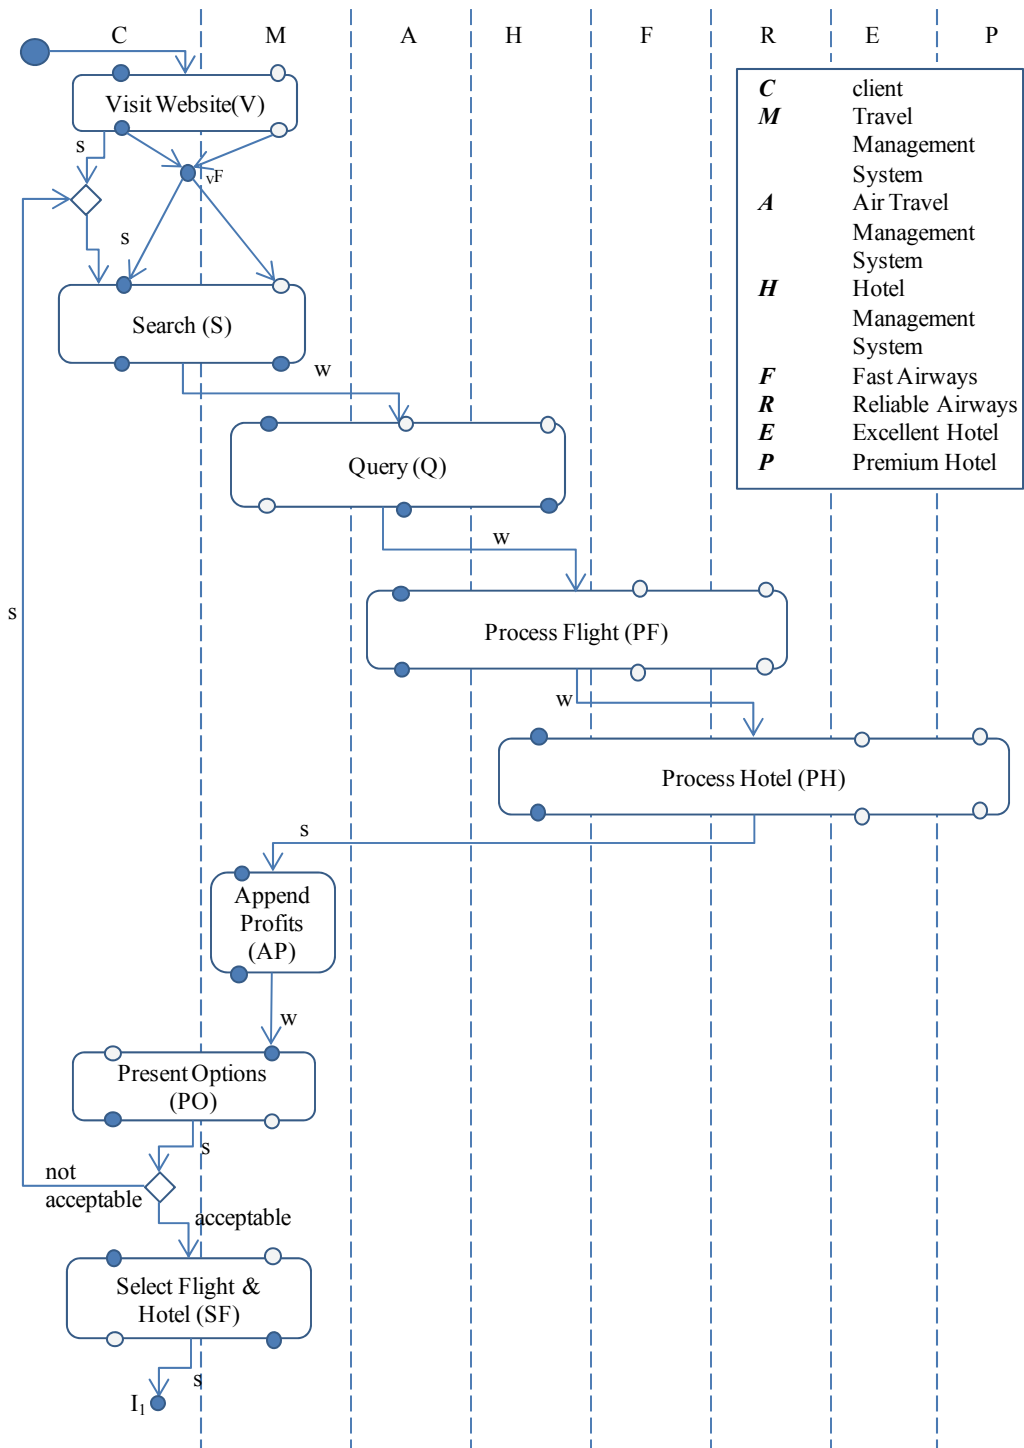 C M A H F R E P
C client
M Travel
Management
System
A Air Travel
Management
System
H Hotel
Management
System
F Fast Airways
R Reliable Airways
E Excellent Hotel
P Premium Hotel
Visit Website(V)
s
vF
s
Search (S)
w
Query (Q)
w
s
Process Flight (PF)
w
Process Hotel (PH)
s
Append
Profits
(AP)
w
Present Options
(PO)
s
not
acceptable
acceptable
Select Flight &
Hotel (SF)
s
I1